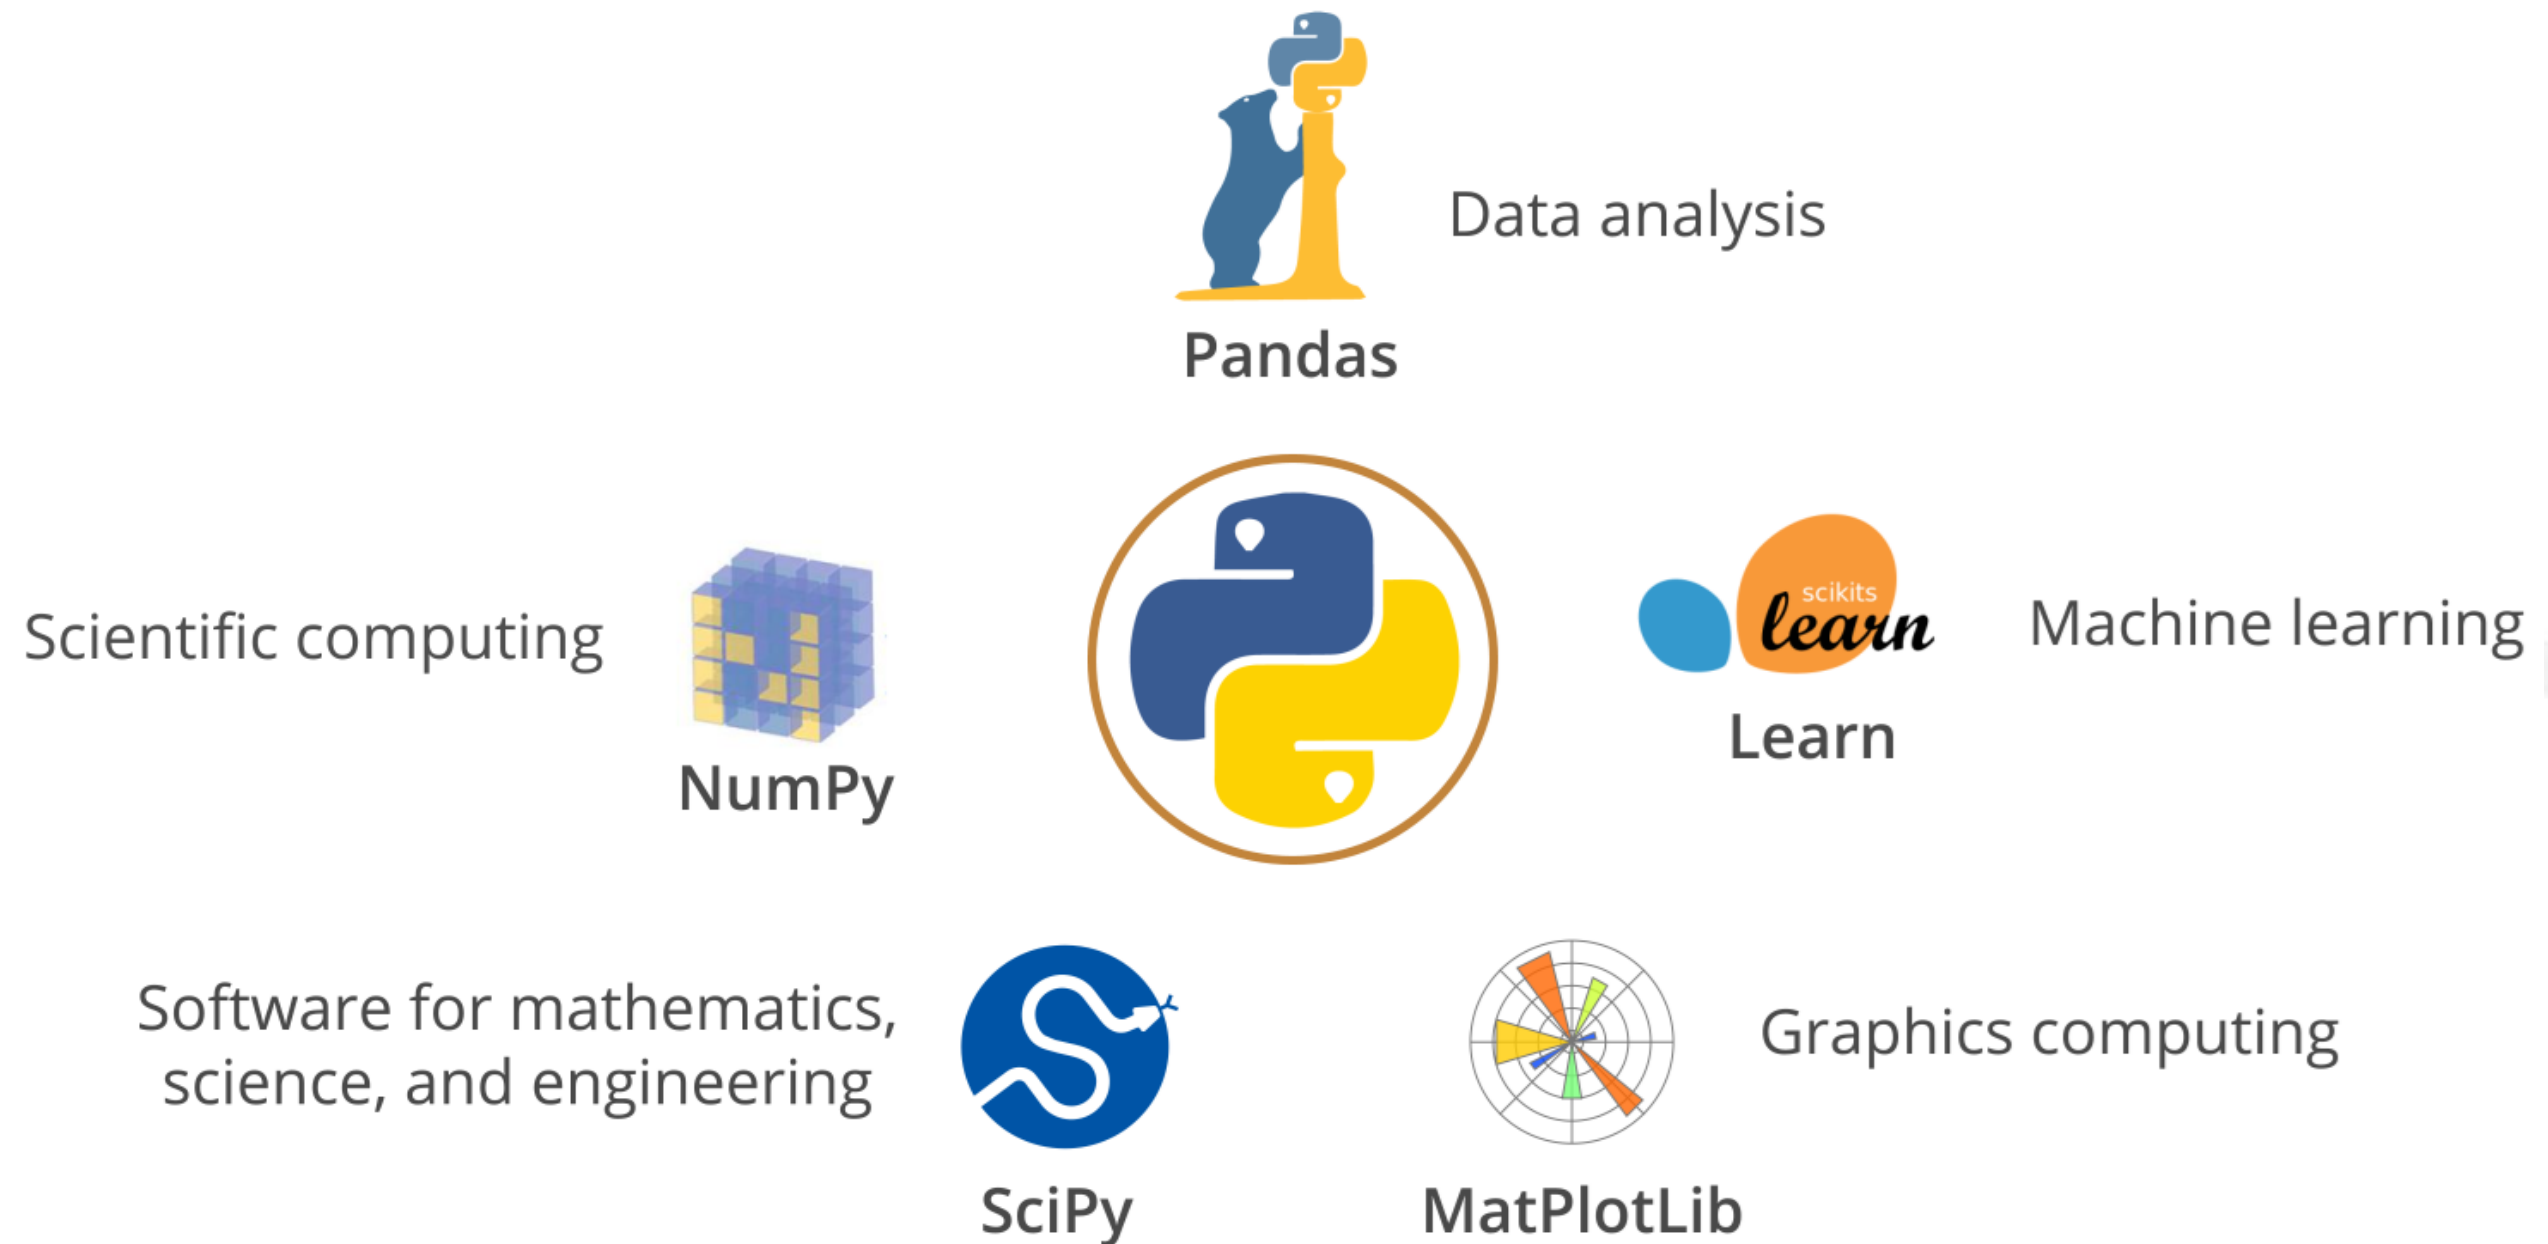 Data analysis
Pandas
Scientific computing
NumPy
scikits
learn
Learn
Machine learning
Software for mathematics,
science, and engineering
SciPy
MatPlotLib
Graphics computing